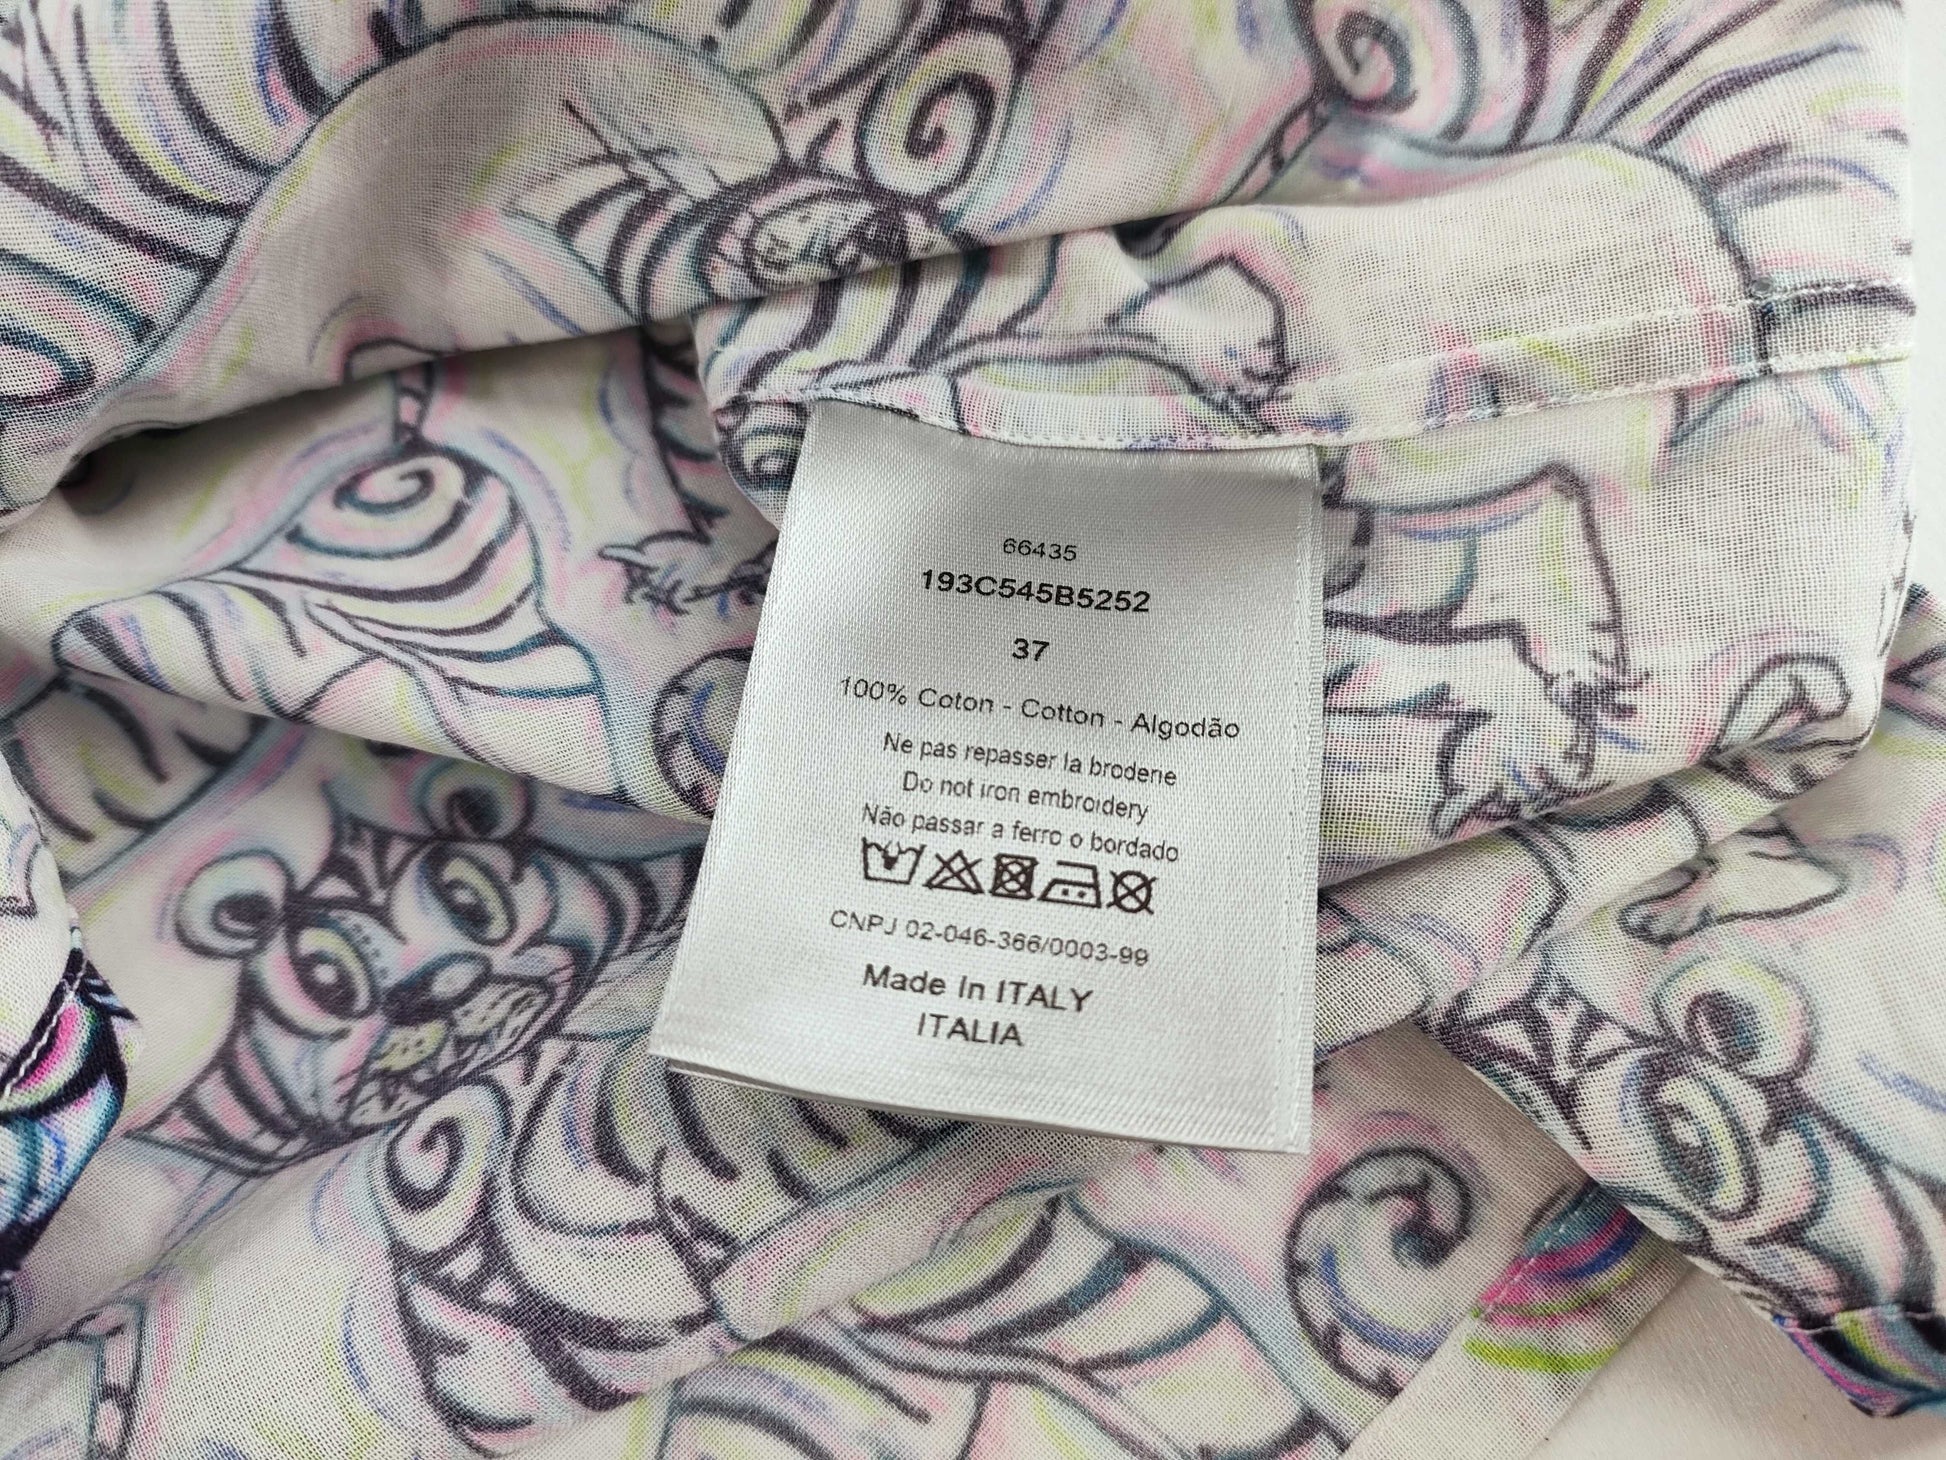 66435
193C545B5252
37
100% Coton - Cotton - Algodão
Ne pas repasser la broderie
Do not iron embroidery
Não passar a ferro o bordado
CNPJ 02-046-366/0003-99
Made In ITALY
ITALIA